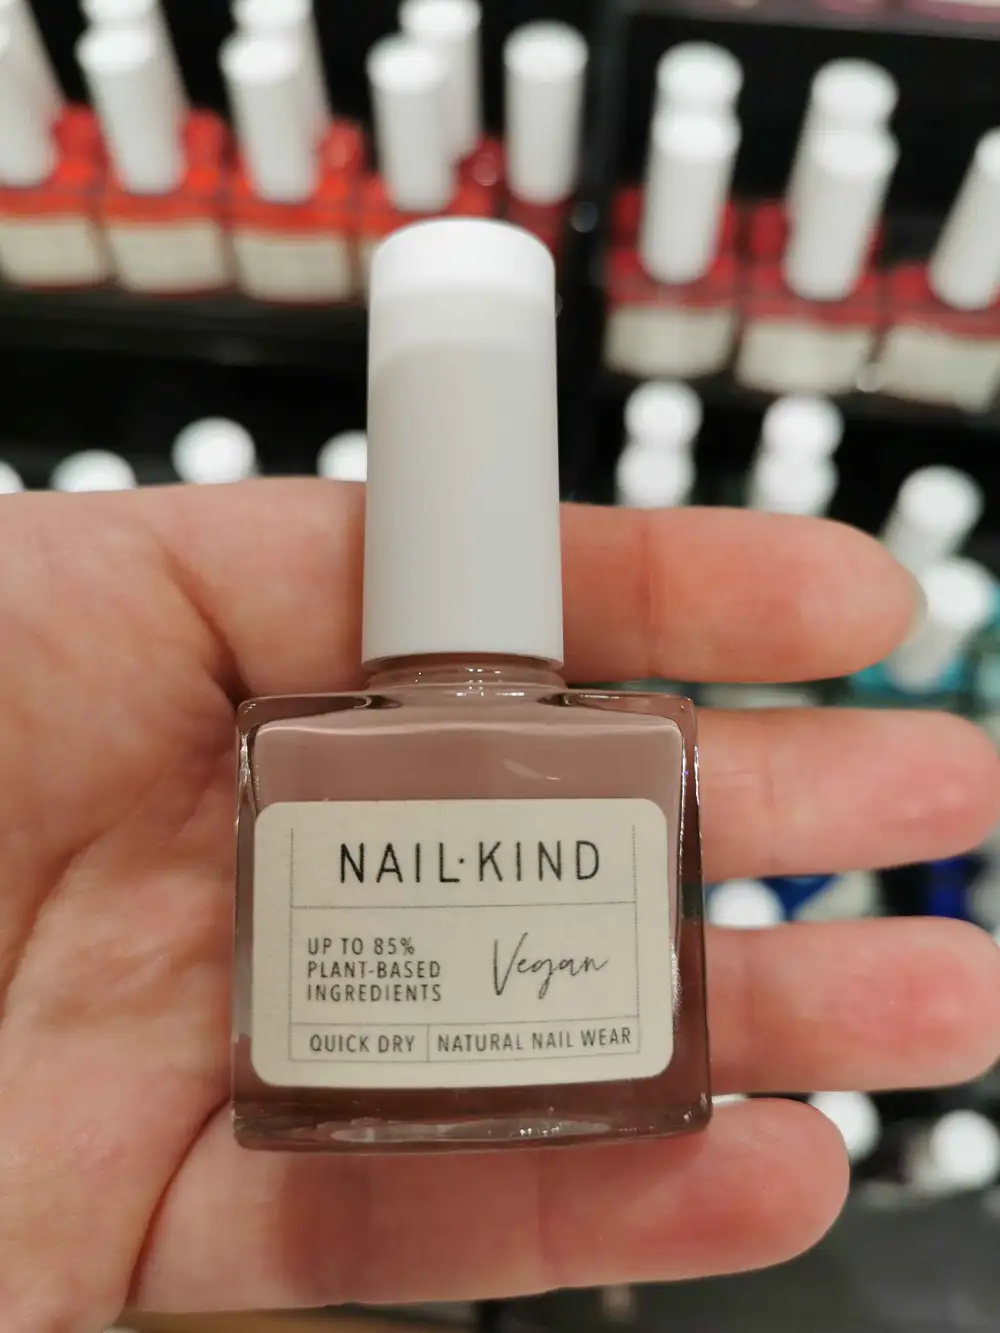 NAIL·KIND
UP TO 85%
PLANT-BASED
INGREDIENTS
Vegan
QUICK DRY
NATURAL NAIL WEAR